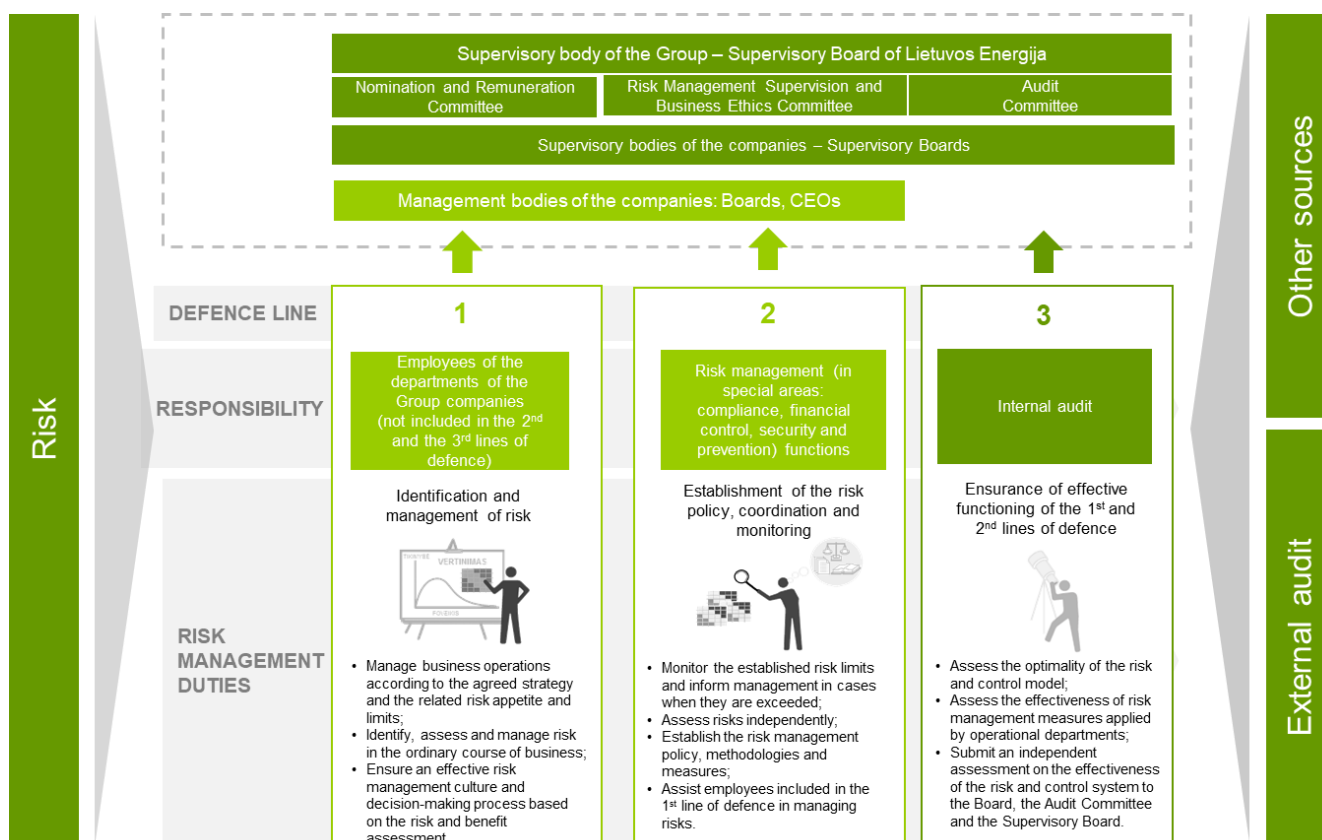 Risk
Supervisory body of the Group – Supervisory Board of Lietuvos Energija
Nomination and Remuneration
Committee
Risk Management Supervision and
Business Ethics Committee
Audit
Committee
Supervisory bodies of the companies – Supervisory Boards
Management bodies of the companies: Boards, CEOs
Other sources
External audit
DEFENCE LINE
1
2
3
RESPONSIBILITY
Employees of the
departments of the
Group companies
(not included in the 2nd
and the 3rd lines of
defence)
Risk management (in
special areas:
compliance, financial
control, security and
prevention) functions
Internal audit
RISK
MANAGEMENT
DUTIES
Identification and
management of risk
VERTINIMAS
• Manage business operations
according to the agreed strategy
and the related risk appetite and
limits;
• Identify, assess and manage risk
in the ordinary course of business;
• Ensure an effective risk
management culture and
decision-making process based
on the risk and benefit
assessment
Establishment of the risk
policy, coordination and
monitoring
• Monitor the established risk limits
and inform management in cases
when they are exceeded;
• Assess risks independently;
• Establish the risk management
policy, methodologies and
measures;
• Assist employees included in the
1st line of defence in managing
risks.
Ensurance of effective
functioning of the 1st and
2nd lines of defence
• Assess the optimality of the risk
and control model;
• Assess the effectiveness of risk
management measures applied
by operational departments;
• Submit an independent
assessment on the effectiveness
of the risk and control system to
the Board, the Audit Committee
and the Supervisory Board.